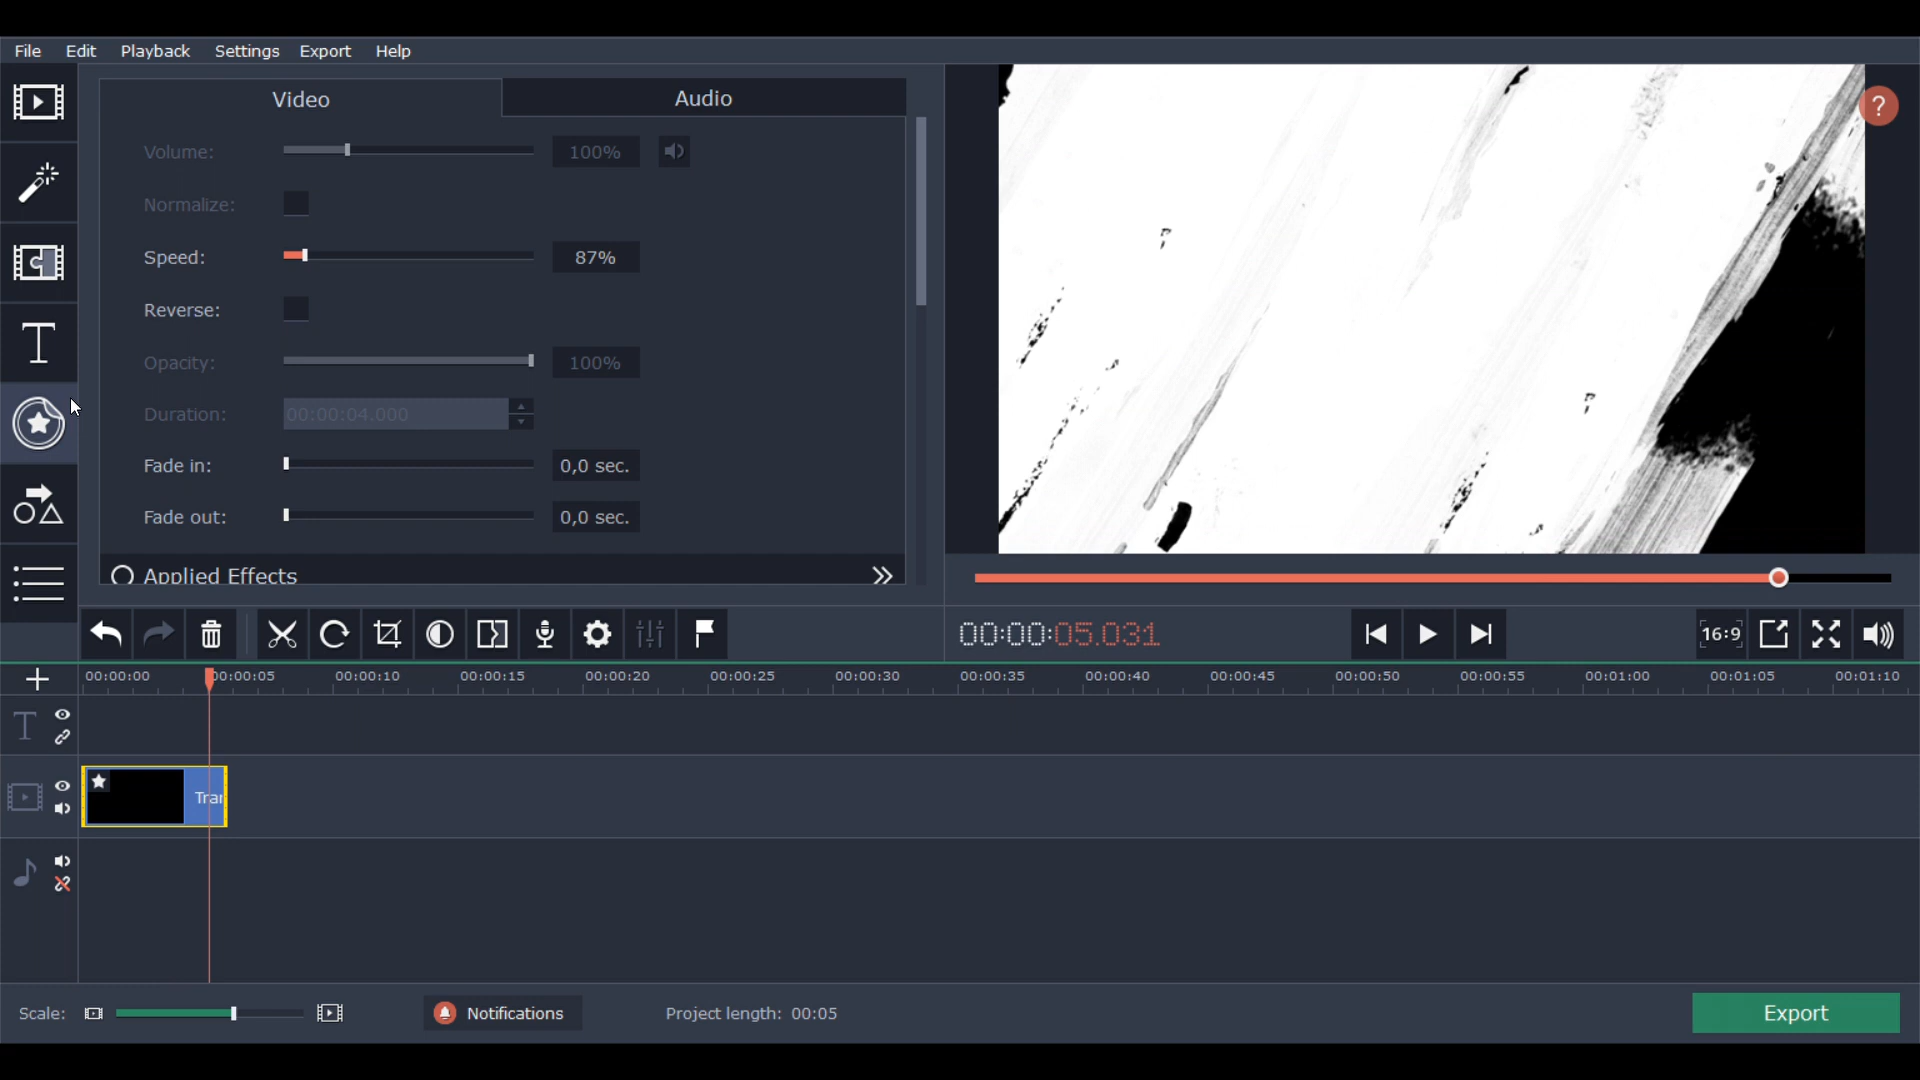 File Edit Playback Settings Export Help
Video Audio
Volume: 100%
Normalize:
Speed: 87%
Reverse:
Opacity: 100%
Duration: 00:00:04.000
Fade in: 0,0 sec.
Fade out: 0,0 sec.
Applied Effects
?
00:00:05.031
16:9
00:00:00 00:00:05 00:00:10 00:00:15 00:00:20 00:00:25 00:00:30 00:00:35 00:00:40 00:00:45 00:00:50 00:00:55 00:01:00 00:01:05 00:01:10
Tran
Scale: Notifications Project length: 00:05 Export